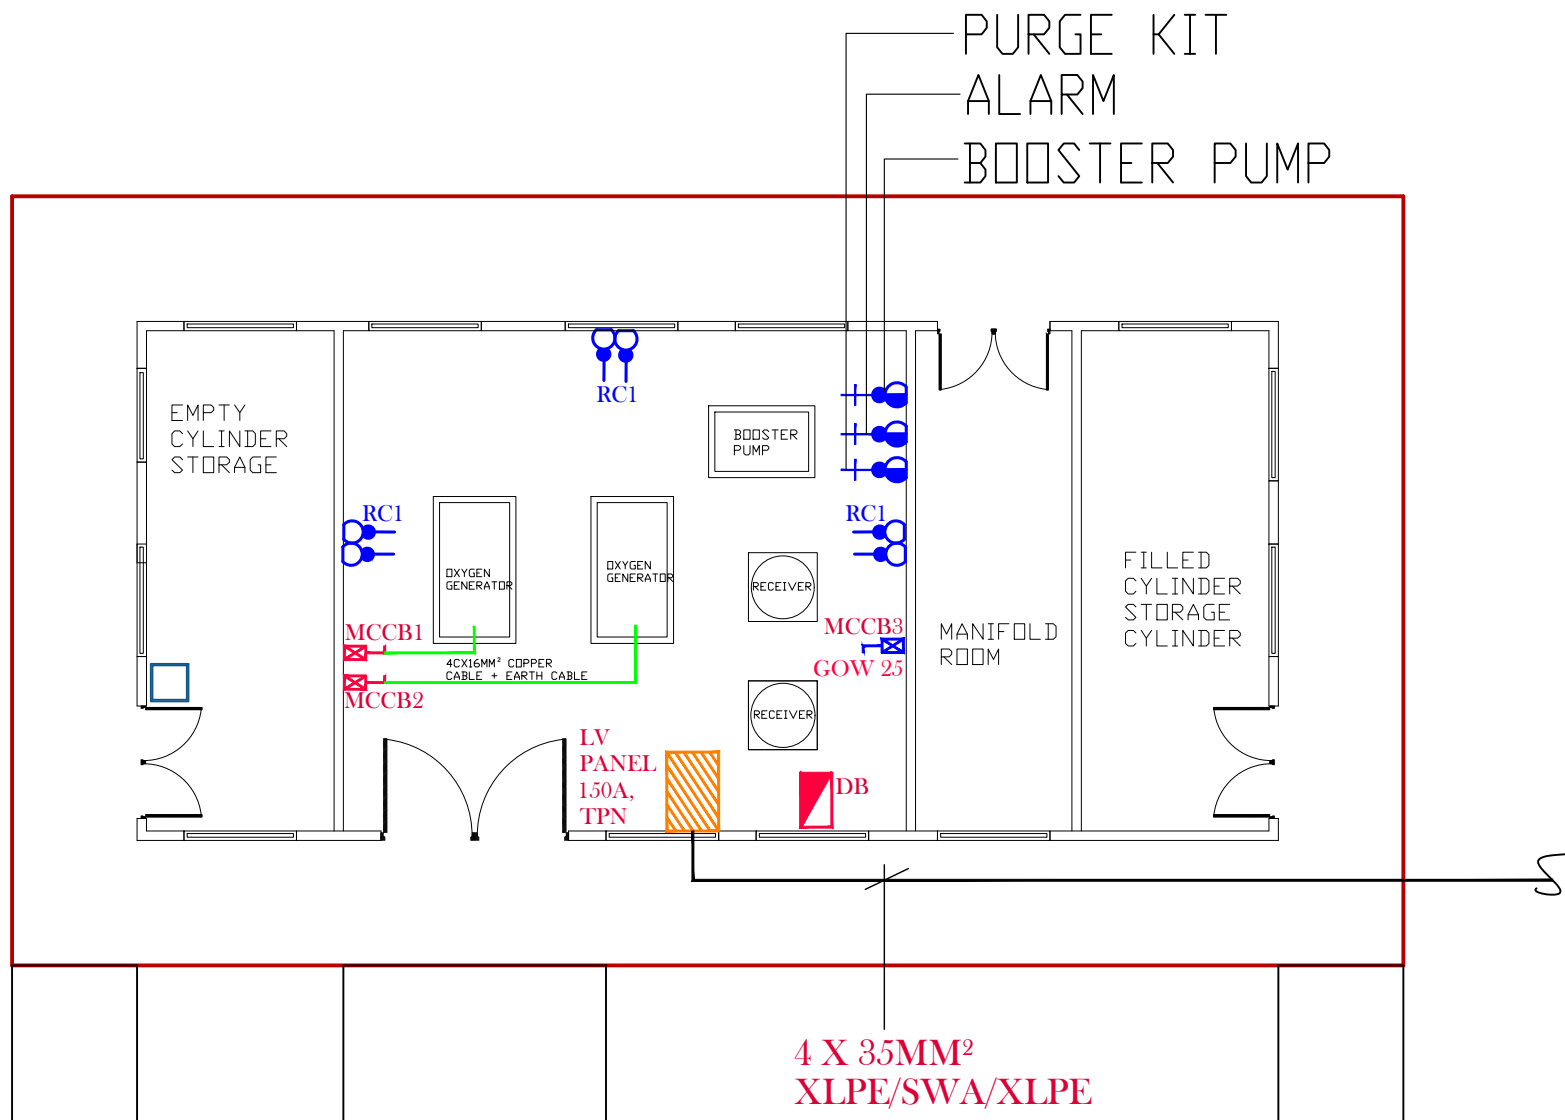 PURGE KIT
ALARM
BOOSTER PUMP
RC1
EMPTY
CYLINDER
STORAGE
BOOSTER
PUMP
RC1
RC1
OXYGEN
GENERATOR
OXYGEN
GENERATOR
RECEIVER
FILLED
CYLINDER
STORAGE
CYLINDER
MCCB1
MCCB3
MANIFOLD
ROOM
4CX16MM² COPPER
CABLE + EARTH CABLE
GOW 25
MCCB2
RECEIVER
LV
PANEL
150A,
TPN
DB
4 X 35MM²
XLPE/SWA/XLPE